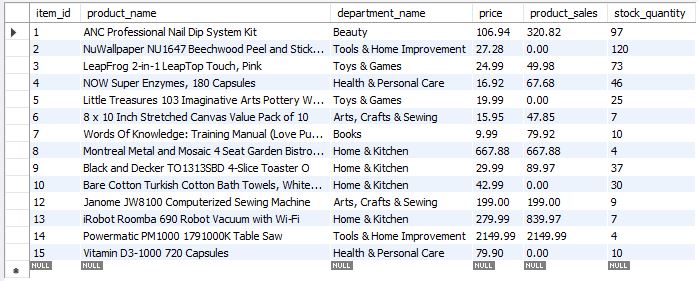 item_id product_name department_name price product_sales stock_quantity
1 ANC Professional Nail Dip System Kit Beauty 106.94 320.82 97
2 NuWallpaper NU1647 Beechwood Peel and Stick... Tools & Home Improvement 27.28 0.00 120
3 LeapFrog 2-in-1 LeapTop Touch, Pink Toys & Games 24.99 49.98 73
4 NOW Super Enzymes, 180 Capsules Health & Personal Care 16.92 67.68 46
5 Little Treasures 103 Imaginative Arts Pottery W... Toys & Games 19.99 0.00 25
6 8 x 10 Inch Stretched Canvas Value Pack of 10 Arts, Crafts & Sewing 15.95 47.85 7
7 Words Of Knowledge: Training Manual (Love Pu... Books 9.99 79.92 10
8 Montreal Metal and Mosaic 4 Seat Garden Bistro... Home & Kitchen 667.88 667.88 4
9 Black and Decker TO1313SBD 4-Slice Toaster O Home & Kitchen 29.99 89.97 37
10 Bare Cotton Turkish Cotton Bath Towels, White... Home & Kitchen 42.99 0.00 30
12 Janome JW8100 Computerized Sewing Machine Arts, Crafts & Sewing 199.00 199.00 9
13 iRobot Roomba 690 Robot Vacuum with Wi-Fi Home & Kitchen 279.99 839.97 7
14 Powermatic PM1000 1791000K Table Saw Tools & Home Improvement 2149.99 2149.99 4
15 Vitamin D3-1000 720 Capsules Health & Personal Care 79.90 0.00 10
NULL NULL NULL NULL NULL NULL